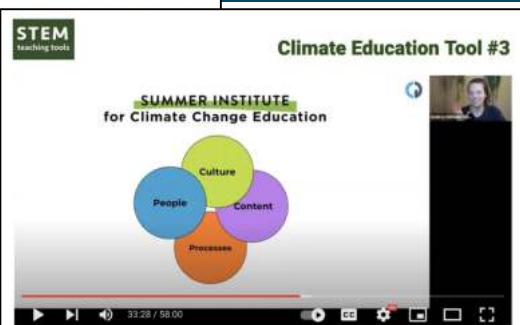 STEM
teaching tools
Climate Education Tool #3
SUMMER INSTITUTE
for Climate Change Education
Culture
People
Content
Processes
33:28 / 58:00
CC